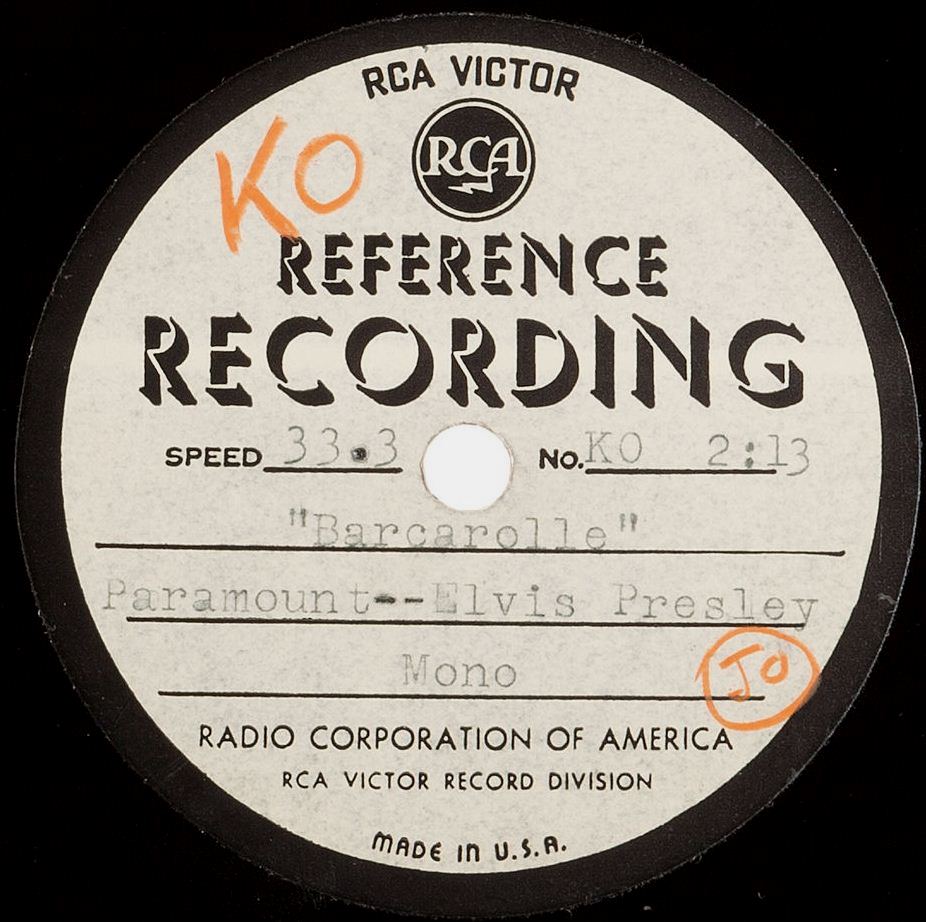 RCA VICTOR
RCA
KO
REFERENCE
RECORDING
SPEED 33.3 No. KO 2:13
"Barcarolle"
Paramount--Elvis Presley
Mono
JO
RADIO CORPORATION OF AMERICA
RCA VICTOR RECORD DIVISION
MADE IN U.S.A.